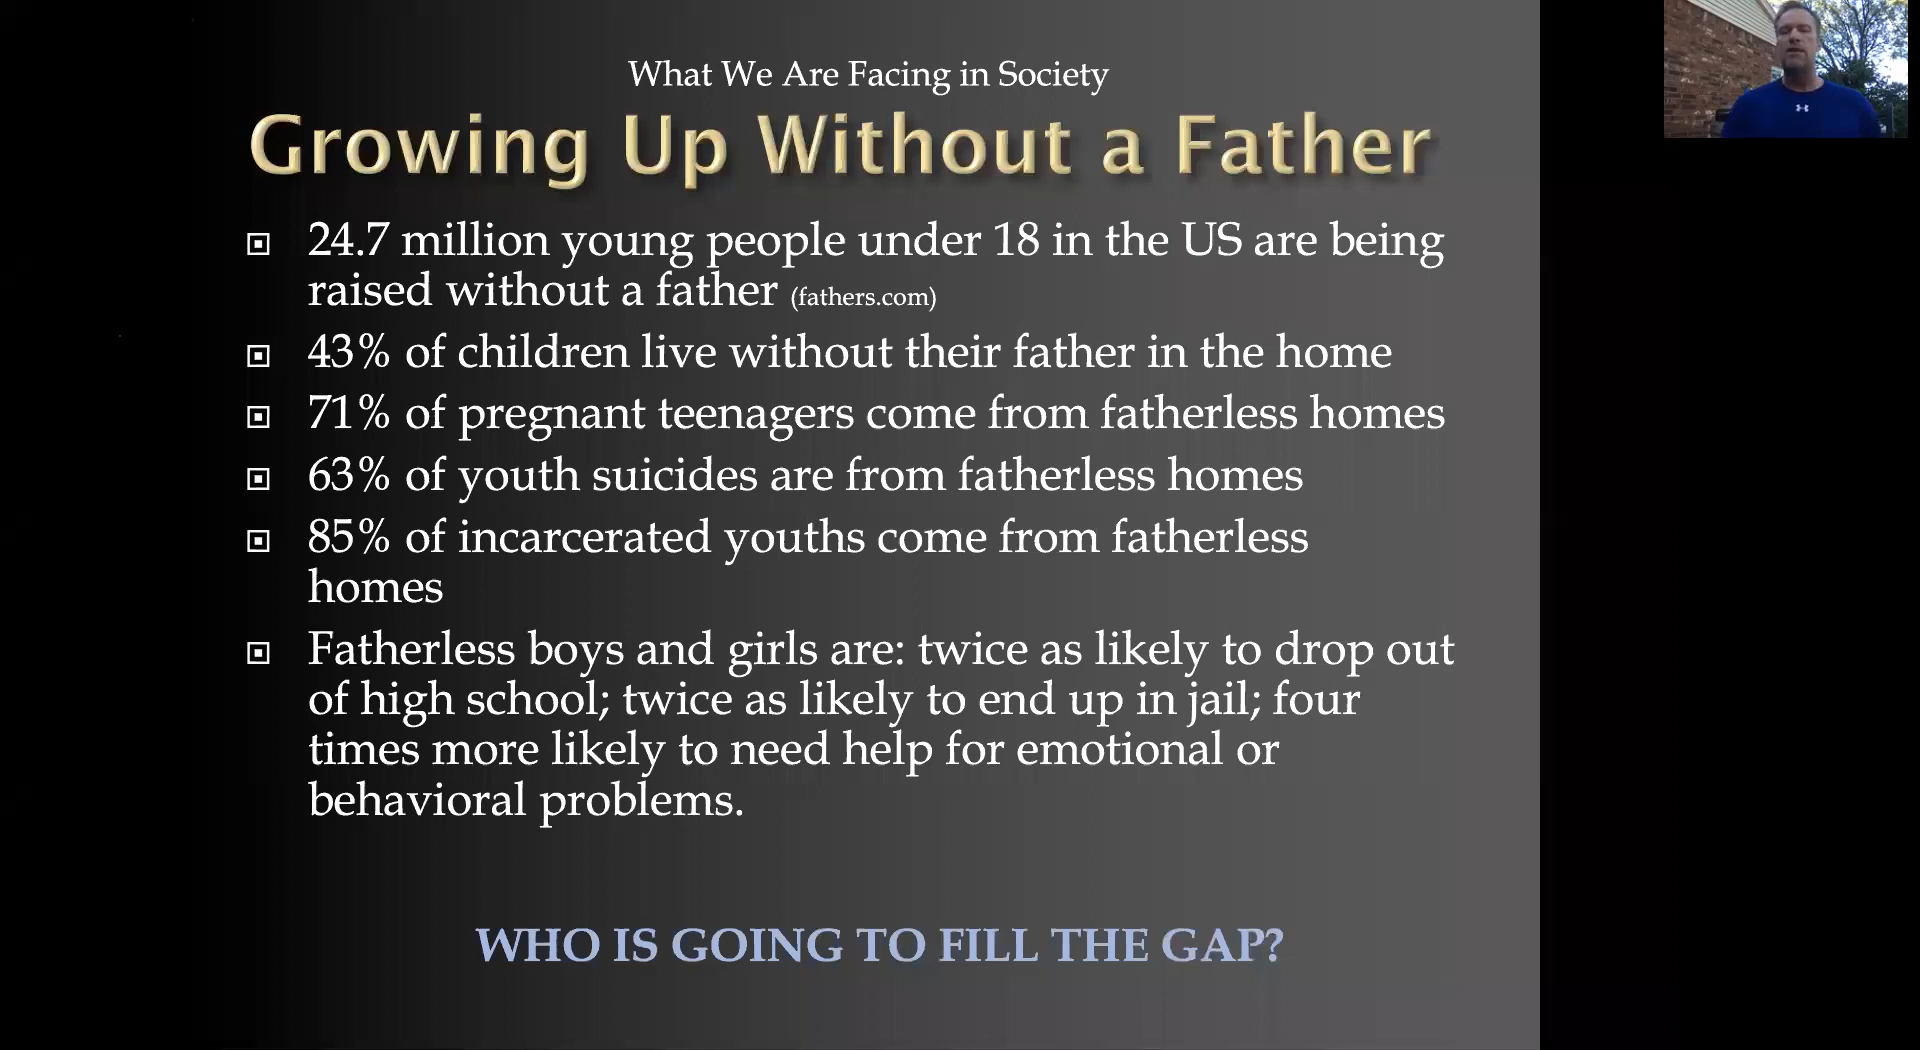 What We Are Facing in Society
Growing Up Without a Father
24.7 million young people under 18 in the US are being
raised without a father (fathers.com)
43% of children live without their father in the home
71% of pregnant teenagers come from fatherless homes
63% of youth suicides are from fatherless homes
85% of incarcerated youths come from fatherless
homes
Fatherless boys and girls are: twice as likely to drop out
of high school; twice as likely to end up in jail; four
times more likely to need help for emotional or
behavioral problems.
WHO IS GOING TO FILL THE GAP?